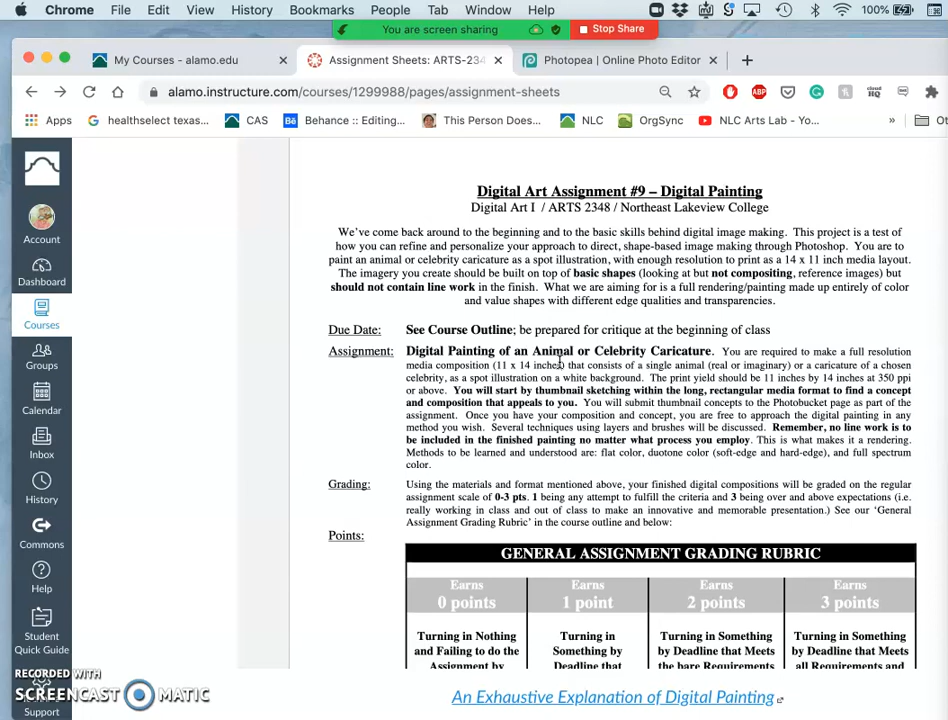 Chrome File Edit View History Bookmarks People Tab Window Help 100%
You are screen sharing Stop Share
My Courses - alamo.edu Assignment Sheets: ARTS-234 Photopea | Online Photo Editor
alamo.instructure.com/courses/1299988/pages/assignment-sheets
Apps healthselect texas... CAS Behance :: Editing... This Person Does... NLC OrgSync NLC Arts Lab - Yo... » Ot
Account
Dashboard
Courses
Groups
Calendar
Inbox
History
Commons
Help
Student
Quick Guide
Support
Digital Art Assignment #9 – Digital Painting
Digital Art I / ARTS 2348 / Northeast Lakeview College
We've come back around to the beginning and to the basic skills behind digital image making. This project is a test of
how you can refine and personalize your approach to direct, shape-based image making through Photoshop. You are to
paint an animal or celebrity caricature as a spot illustration, with enough resolution to print as a 14 x 11 inch media layout.
The imagery you create should be built on top of basic shapes (looking at but not compositing, reference images) but
should not contain line work in the finish. What we are aiming for is a full rendering/painting made up entirely of color
and value shapes with different edge qualities and transparencies.
Due Date: See Course Outline; be prepared for critique at the beginning of class
Assignment: Digital Painting of an Animal or Celebrity Caricature. You are required to make a full resolution
media composition (11 x 14 inches) that consists of a single animal (real or imaginary) or a caricature of a chosen
celebrity, as a spot illustration on a white background. The print yield should be 11 inches by 14 inches at 350 ppi
or above. You will start by thumbnail sketching within the long, rectangular media format to find a concept
and composition that appeals to you. You will submit thumbnail concepts to the Photobucket page as part of the
assignment. Once you have your composition and concept, you are free to approach the digital painting in any
method you wish. Several techniques using layers and brushes will be discussed. Remember, no line work is to
be included in the finished painting no matter what process you employ. This is what makes it a rendering.
Methods to be learned and understood are: flat color, duotone color (soft-edge and hard-edge), and full spectrum
color.
Grading: Using the materials and format mentioned above, your finished digital compositions will be graded on the regular
assignment scale of 0-3 pts. 1 being any attempt to fulfill the criteria and 3 being over and above expectations (i.e.
really working in class and out of class to make an innovative and memorable presentation.) See our 'General
Assignment Grading Rubric' in the course outline and below:
Points:
GENERAL ASSIGNMENT GRADING RUBRIC
Earns Earns Earns Earns
0 points 1 point 2 points 3 points
Turning in Nothing Turning in Turning in Something Turning in Something
and Failing to do the Something by by Deadline that Meets by Deadline that Meets
Assignment by Deadline that the bare Requirements all Requirements and
An Exhaustive Explanation of Digital Painting
RECORDED WITH
SCREENCAST MATIC